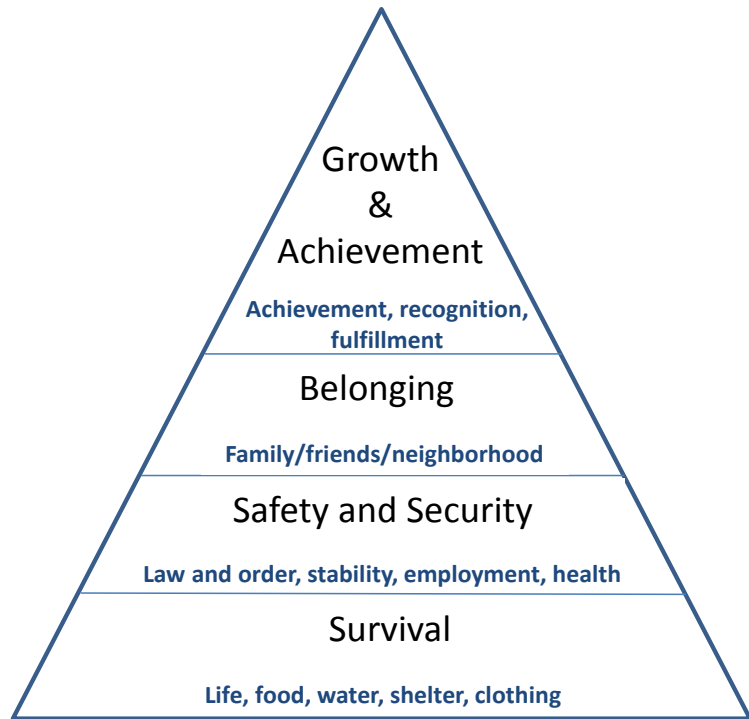 Growth
&
Achievement
Achievement, recognition,
fulfillment
Belonging
Family/friends/neighborhood
Safety and Security
Law and order, stability, employment, health
Survival
Life, food, water, shelter, clothing